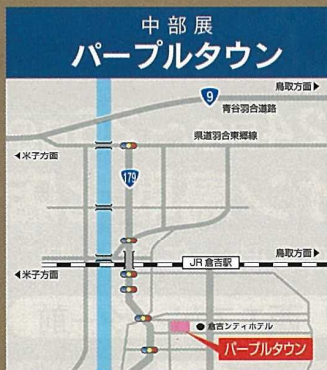 中部展
パープルタウン
鳥取方面▶
9
青谷羽合道路
県道羽合東郷線
◀米子方面
179
鳥取方面▶
JR 倉吉駅
◀米子方面
●倉吉シティホテル
パープルタウン